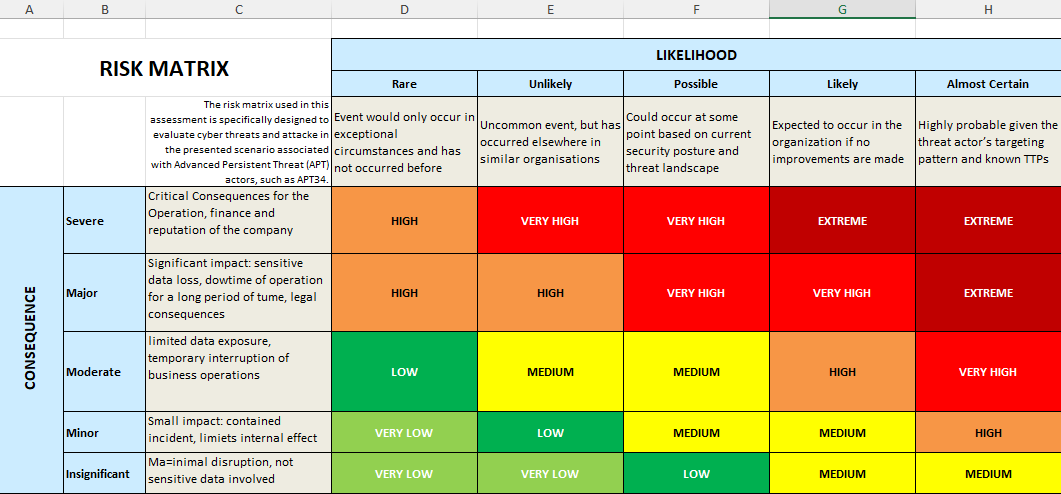 A B C D E F G H
RISK MATRIX
LIKELIHOOD
Rare Unlikely Possible Likely Almost Certain
The risk matrix used in this
assessment is specifically designed to
evaluate cyber threats and attacke in
the presented scenario associated
with Advanced Persistent Threat (APT)
actors, such as APT34.
Event would only occur in
exceptional
circumstances and has
not occurred before
Uncommon event, but has
occurred elsewhere in
similar organisations
Could occur at some
point based on current
security posture and
threat landscape
Expected to occur in the
organization if no
improvements are made
Highly probable given the
threat actor's targeting
pattern and known TTPs
CONSEQUENCE
Severe
Critical Consequences for the
Operation, finance and
reputation of the company
HIGH VERY HIGH VERY HIGH EXTREME EXTREME
Major
Significant impact: sensitive
data loss, dowtime of operation
for a long period of tume, legal
consequences
HIGH HIGH VERY HIGH VERY HIGH EXTREME
Moderate
limited data exposure,
temporary interruption of
business operations
LOW MEDIUM MEDIUM HIGH VERY HIGH
Minor
Small impact: contained
incident, limiets internal effect
VERY LOW LOW MEDIUM MEDIUM HIGH
Insignificant
Ma=inimal disruption, not
sensitive data involved
VERY LOW VERY LOW LOW MEDIUM MEDIUM